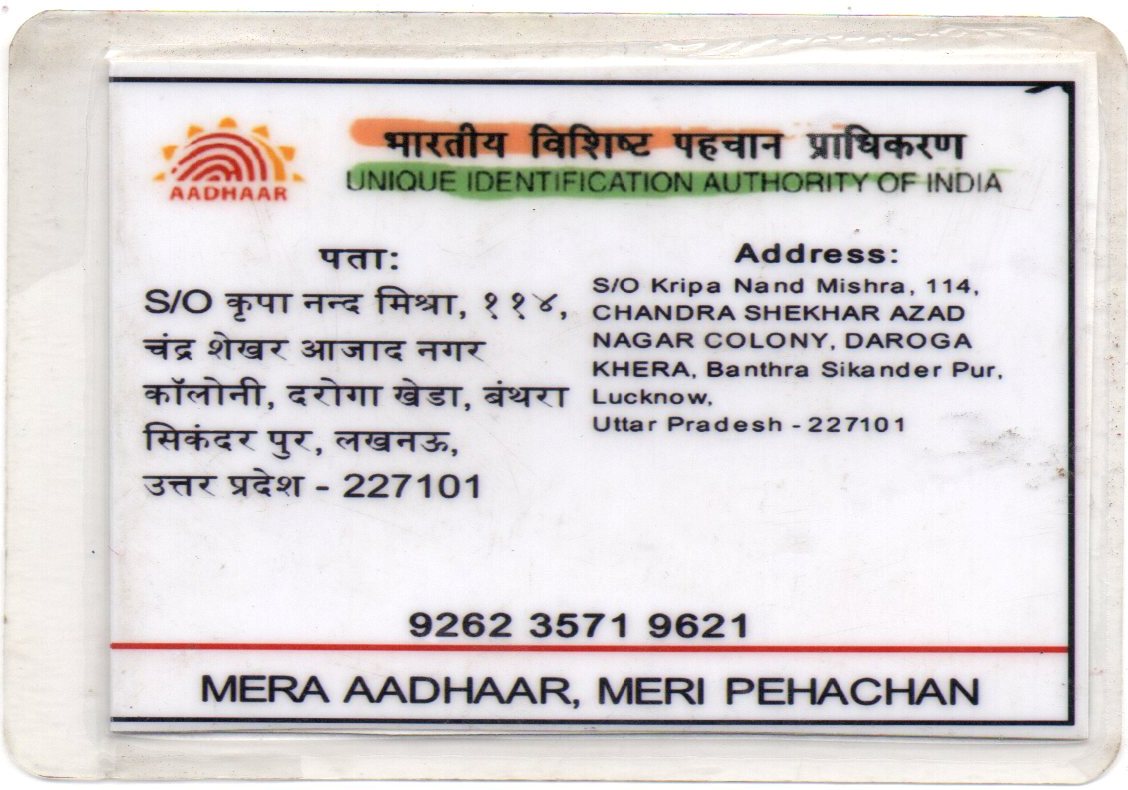 AADHAAR
भारतीय विशिष्ट पहचान प्राधिकरण
UNIQUE IDENTIFICATION AUTHORITY OF INDIA
पता:
S/O कृपा नन्द मिश्रा, ११४,
चंद्र शेखर आजाद नगर
कॉलोनी, दरोगा खेडा, बंथरा
सिकंदर पुर, लखनऊ,
उत्तर प्रदेश - 227101
Address:
S/O Kripa Nand Mishra, 114,
CHANDRA SHEKHAR AZAD
NAGAR COLONY, DAROGA
KHERA, Banthra Sikander Pur,
Lucknow,
Uttar Pradesh - 227101
9262 3571 9621
MERA AADHAAR, MERI PEHACHAN